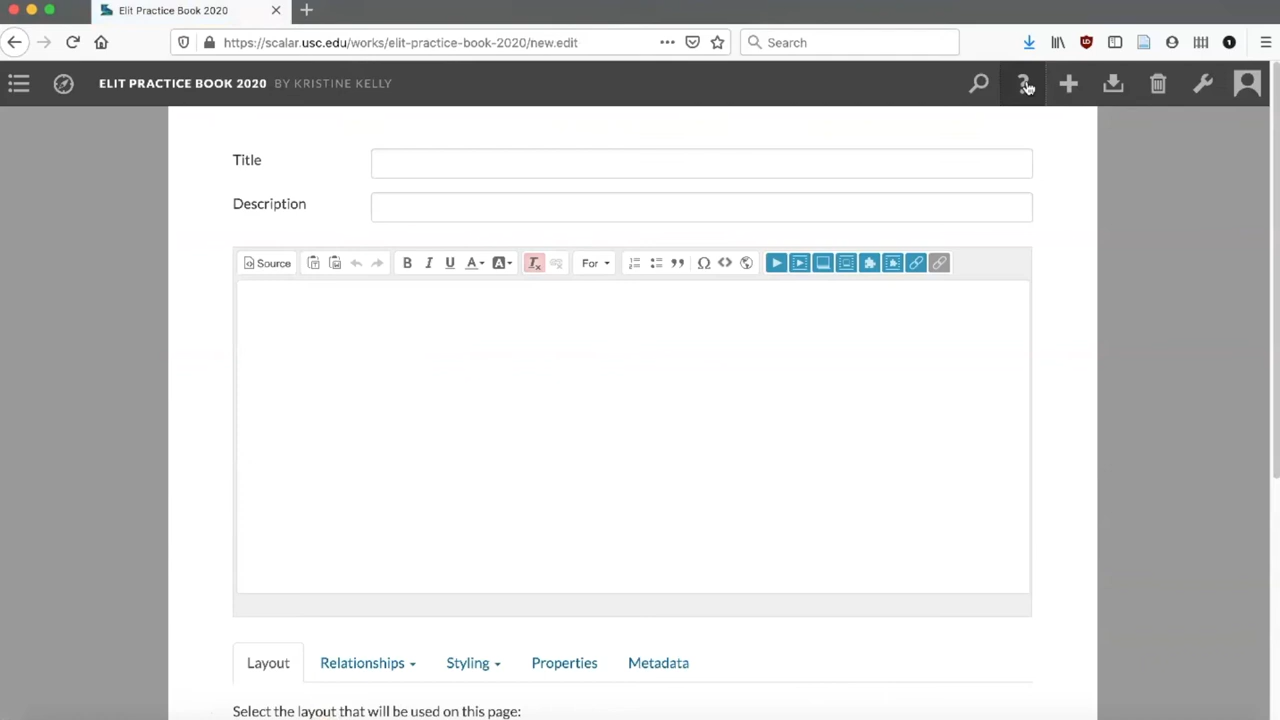 Elit Practice Book 2020
https://scalar.usc.edu/works/elit-practice-book-2020/new.edit
Search
ELIT PRACTICE BOOK 2020 BY KRISTINE KELLY
Title
Description
Source B I U A A Tx For
Layout Relationships Styling Properties Metadata
Select the layout that will be used on this page: